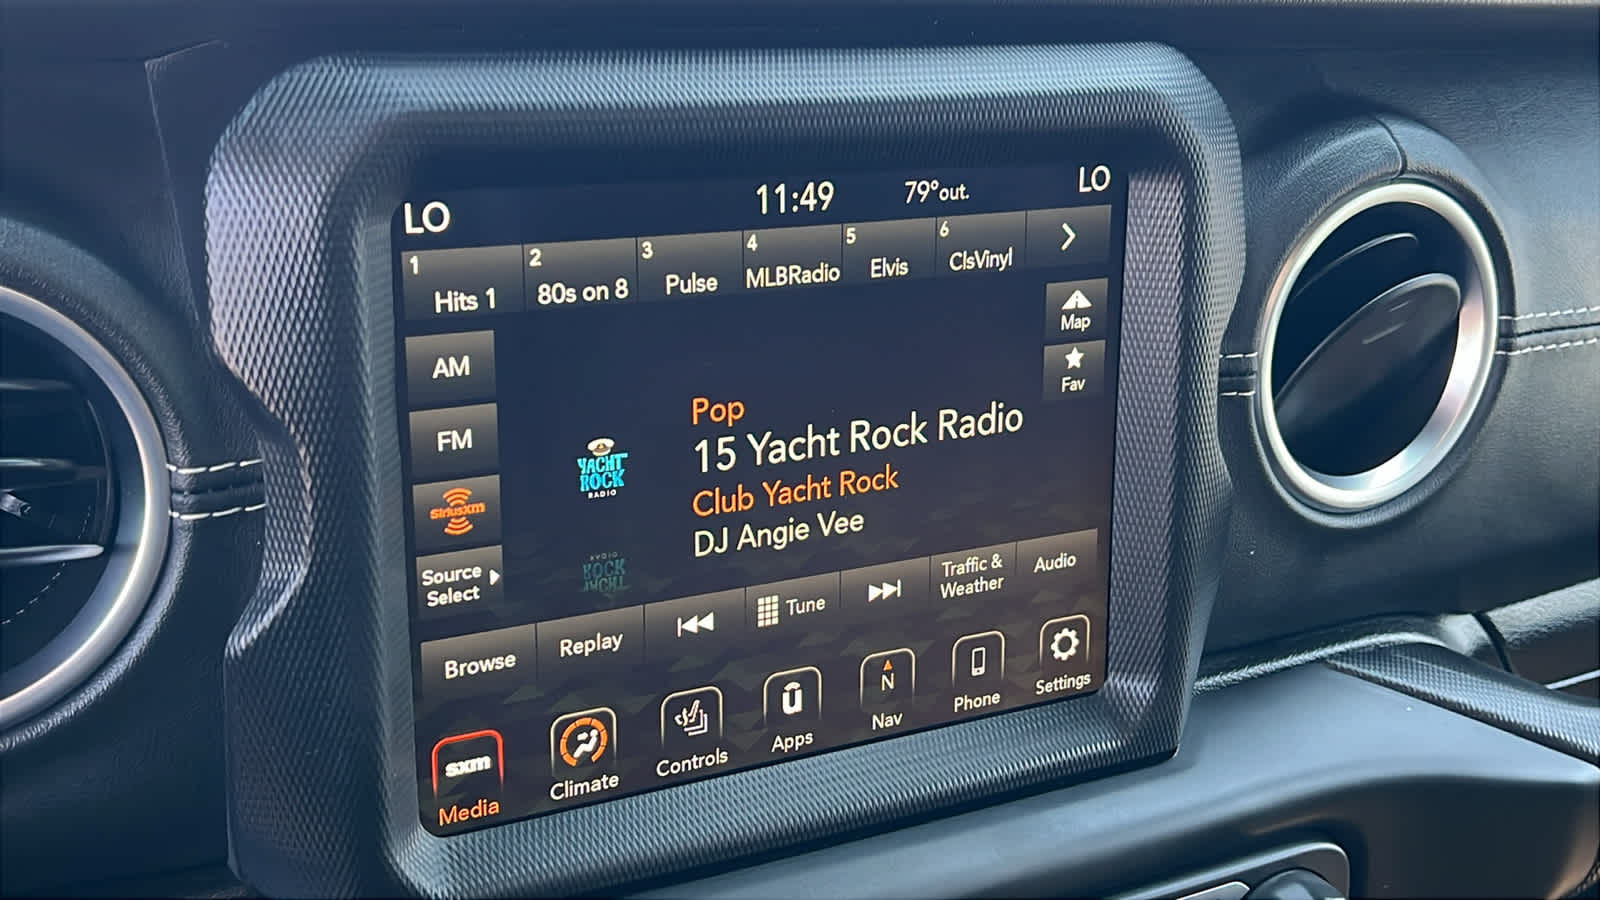 LO
11:49
79°out.
LO
1 Hits 1
2 80s on 8
3 Pulse
4 MLBRadio
5 Elvis
6 ClsVinyl
Map
Fav
AM
FM
SiriusXM
Source
Select
YACHT
ROCK
RADIO
Pop
15 Yacht Rock Radio
Club Yacht Rock
DJ Angie Vee
Browse
Replay
Tune
Traffic &
Weather
Audio
sxm
Media
Climate
Controls
Apps
N
Nav
Phone
Settings